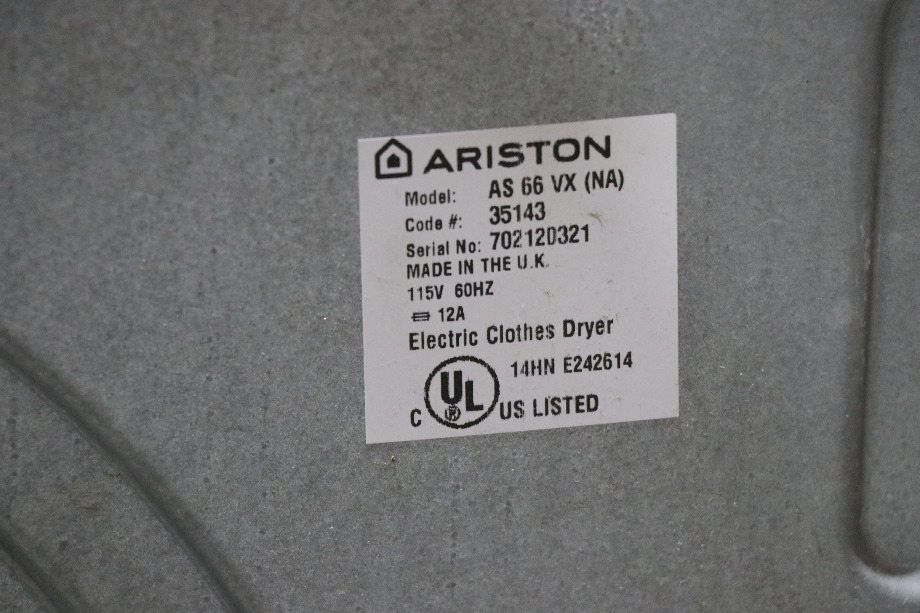 ARISTON
Model: AS 66 VX (NA)
Code #: 35143
Serial No: 702120321
MADE IN THE U.K.
115V 60HZ
12A
Electric Clothes Dryer
14HN E242614
C UL ® US LISTED